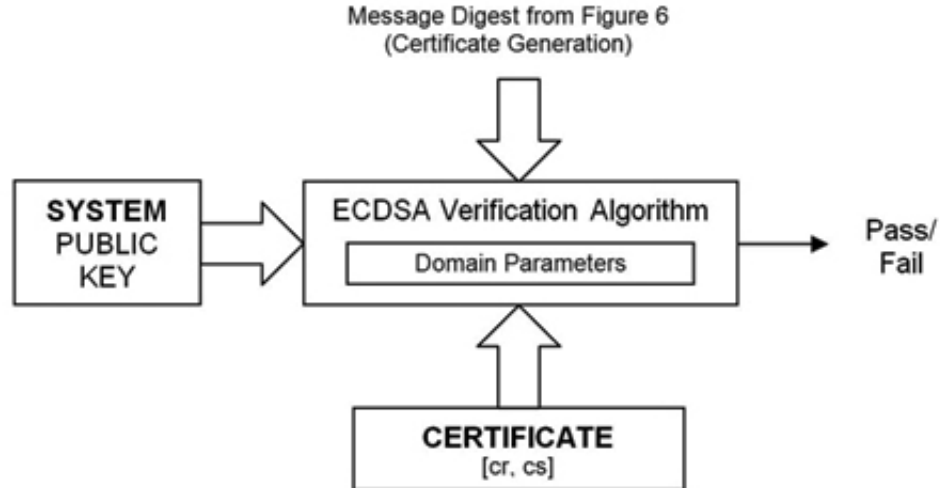 Message Digest from Figure 6
(Certificate Generation)
SYSTEM
PUBLIC
KEY
ECDSA Verification Algorithm
Domain Parameters
Pass/
Fail
CERTIFICATE
[cr, cs]